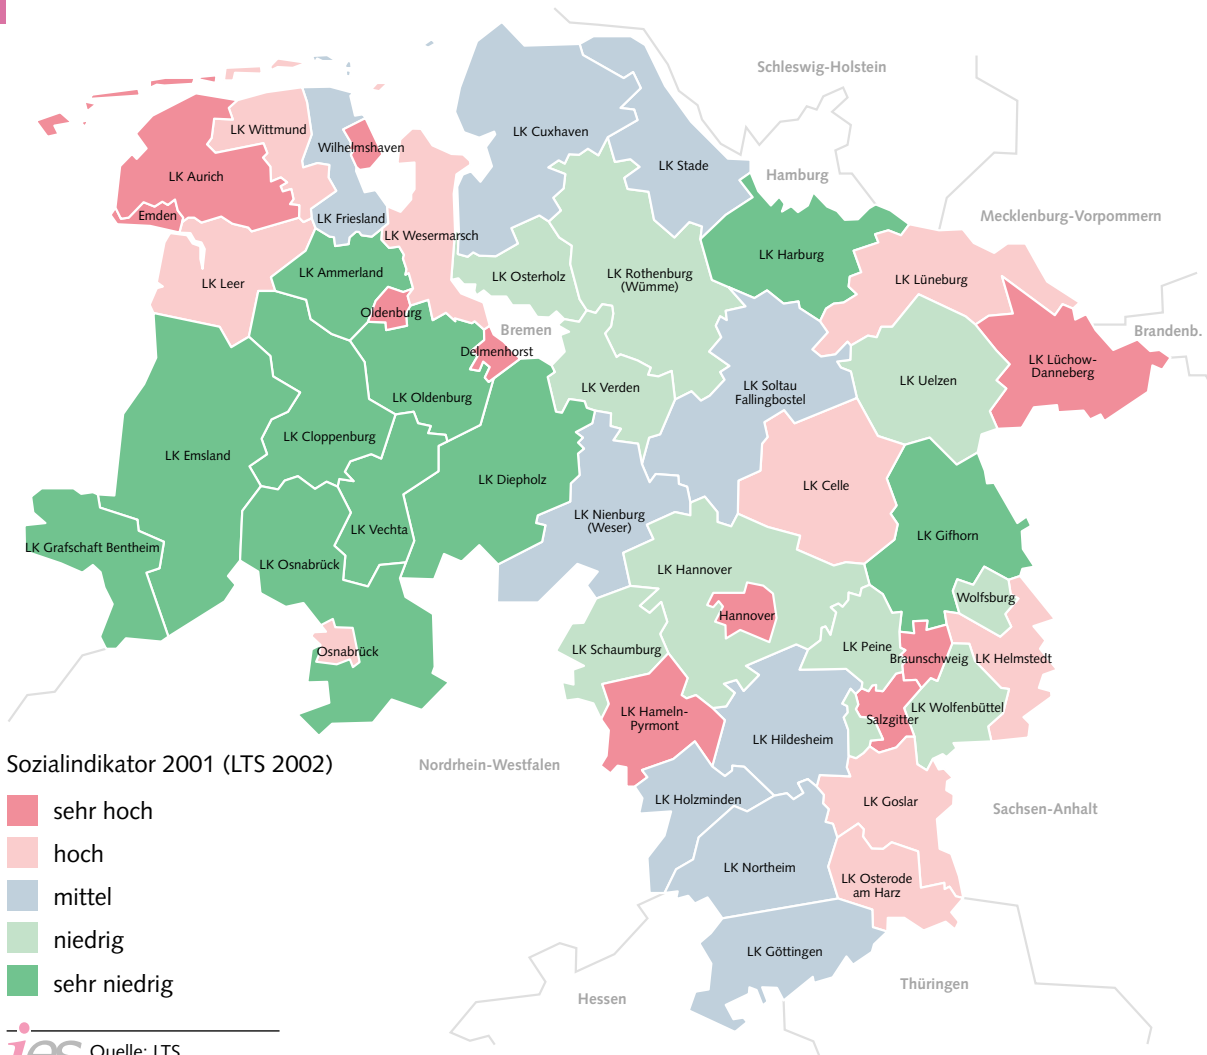 Schleswig-Holstein
LK Cuxhaven
LK Wittmund
Wilhelmshaven
LK Stade
LK Aurich
Hamburg
Emden
LK Friesland
Mecklenburg-Vorpommern
LK Wesermarsch
LK Harburg
LK Ammerland
LK Osterholz
LK Rothenburg
(Wümme)
LK Leer
LK Lüneburg
Oldenburg
Bremen
Brandenb.
Delmenhorst
LK Lüchow-
Danneberg
LK Uelzen
LK Verden
LK Soltau
Fallingbostel
LK Oldenburg
LK Cloppenburg
LK Emsland
LK Diepholz
LK Celle
LK Nienburg
(Weser)
LK Vechta
LK Gifhorn
LK Grafschaft Bentheim
LK Osnabrück
LK Hannover
Wolfsburg
Hannover
LK Schaumburg
LK Peine
Osnabrück
Braunschweig
LK Helmstedt
LK Hameln-
Pyrmont
LK Wolfenbüttel
Salzgitter
LK Hildesheim
Nordrhein-Westfalen
LK Holzminden
LK Goslar
Sachsen-Anhalt
LK Northeim
LK Osterode
am Harz
LK Göttingen
Thüringen
Hessen
Sozialindikator 2001 (LTS 2002)
sehr hoch
hoch
mittel
niedrig
sehr niedrig
ies
Quelle: LTS